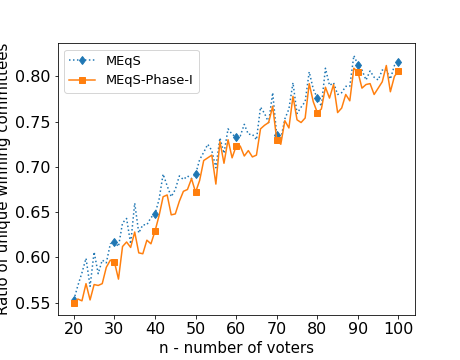 MEqS
MEqS-Phase-I
Ratio of unique winning committees
0.80
0.75
0.70
0.65
0.60
0.55
20 30 40 50 60 70 80 90 100
n - number of voters